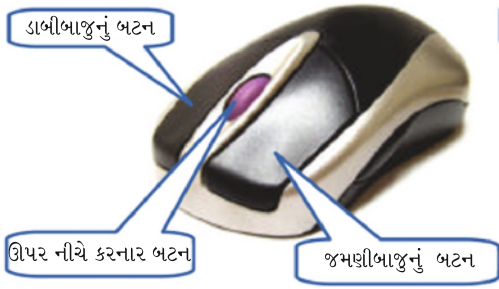 ડાબીબાજુનું બટન
ઊપર નીચે કરનાર બટન
જમણીબાજુનું બટન